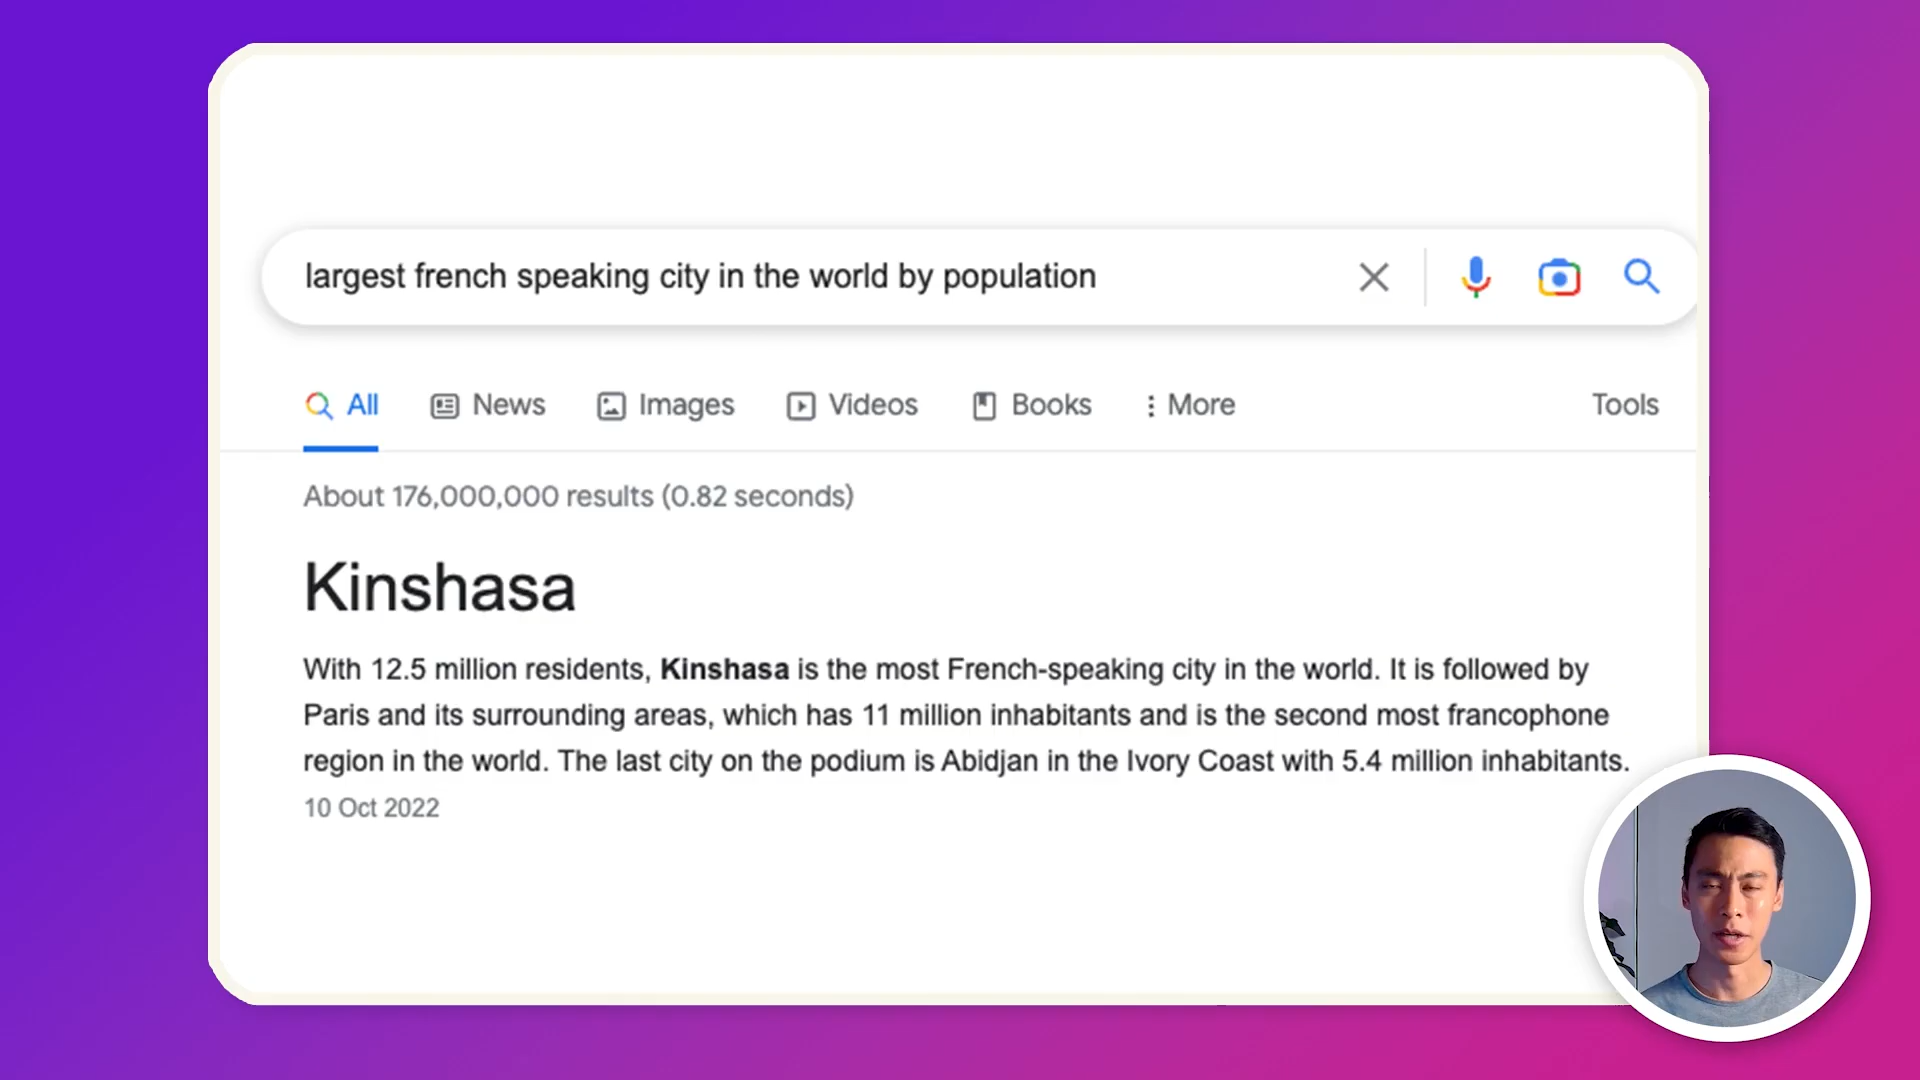 largest french speaking city in the world by population
All News Images Videos Books More Tools
About 176,000,000 results (0.82 seconds)
Kinshasa
With 12.5 million residents, Kinshasa is the most French-speaking city in the world. It is followed by
Paris and its surrounding areas, which has 11 million inhabitants and is the second most francophone
region in the world. The last city on the podium is Abidjan in the Ivory Coast with 5.4 million inhabitants.
10 Oct 2022